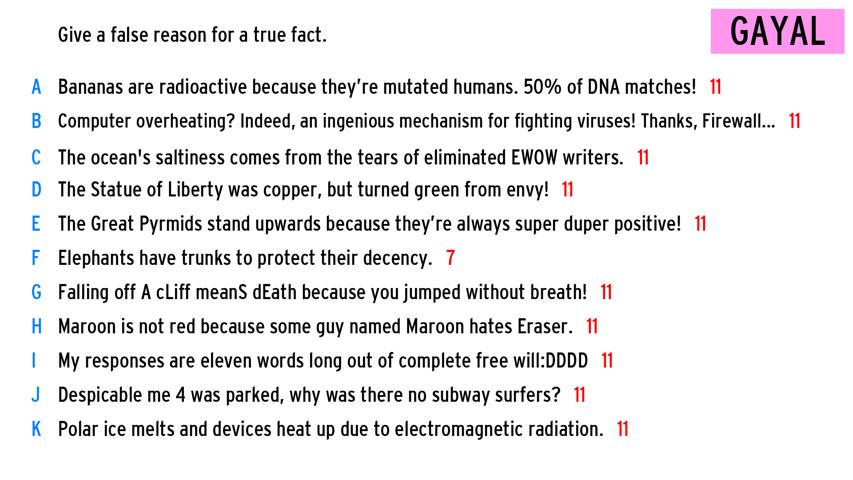 Give a false reason for a true fact.
GAYAL
A Bananas are radioactive because they're mutated humans. 50% of DNA matches! 11
B Computer overheating? Indeed, an ingenious mechanism for fighting viruses! Thanks, Firewall... 11
C The ocean's saltiness comes from the tears of eliminated EWOW writers. 11
D The Statue of Liberty was copper, but turned green from envy! 11
E The Great Pyrmids stand upwards because they're always super duper positive! 11
F Elephants have trunks to protect their decency. 7
G Falling off A cLiff meanS dEath because you jumped without breath! 11
H Maroon is not red because some guy named Maroon hates Eraser. 11
I My responses are eleven words long out of complete free will:DDDD 11
J Despicable me 4 was parked, why was there no subway surfers? 11
K Polar ice melts and devices heat up due to electromagnetic radiation. 11